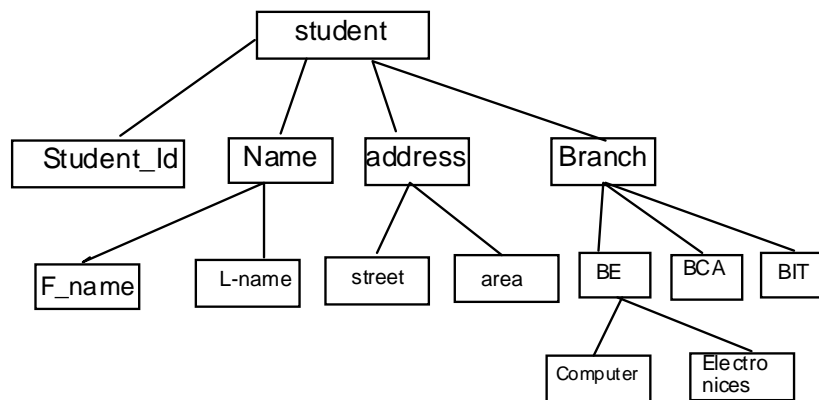 student
Student_Id
Name
address
Branch
F_name
L-name
street
area
BE
BCA
BIT
Computer
Electro
nices